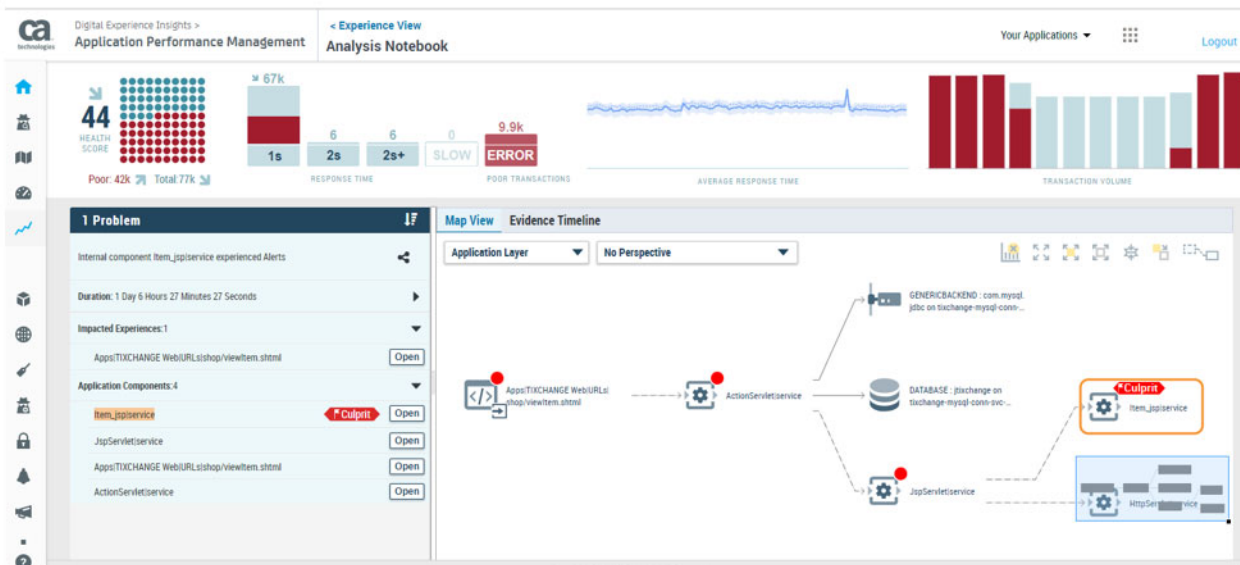 ca
technologies
Digital Experience Insights >
Application Performance Management
< Experience View
Analysis Notebook
Your Applications
Logout
44
HEALTH
SCORE
Poor: 42k Total:77k
67k
1s
6
2s
6
2s+
0
SLOW
9.9k
ERROR
RESPONSE TIME
POOR TRANSACTIONS
AVERAGE RESPONSE TIME
TRANSACTION VOLUME
1 Problem
Internal component Item_jsp|service experienced Alerts
Duration: 1 Day 6 Hours 27 Minutes 27 Seconds
Impacted Experiences:1
Apps|TIXCHANGE Web|URLs|shop/viewItem.shtml Open
Application Components:4
Item_jsp|service Culprit Open
JspServlet|service Open
Apps|TIXCHANGE Web|URLs|shop/viewItem.shtml Open
ActionServlet|service Open
Map View Evidence Timeline
Application Layer No Perspective
GENERICBACKEND : com.mysql.
jdbc on tixchange-mysql-conn-...
Apps|TIXCHANGE Web|URLs|
shop/viewItem.shtml
ActionServlet|service
DATABASE : jtixchange on
tixchange-mysql-conn-svc-...
Culprit
Item_jsp|service
JspServlet|service